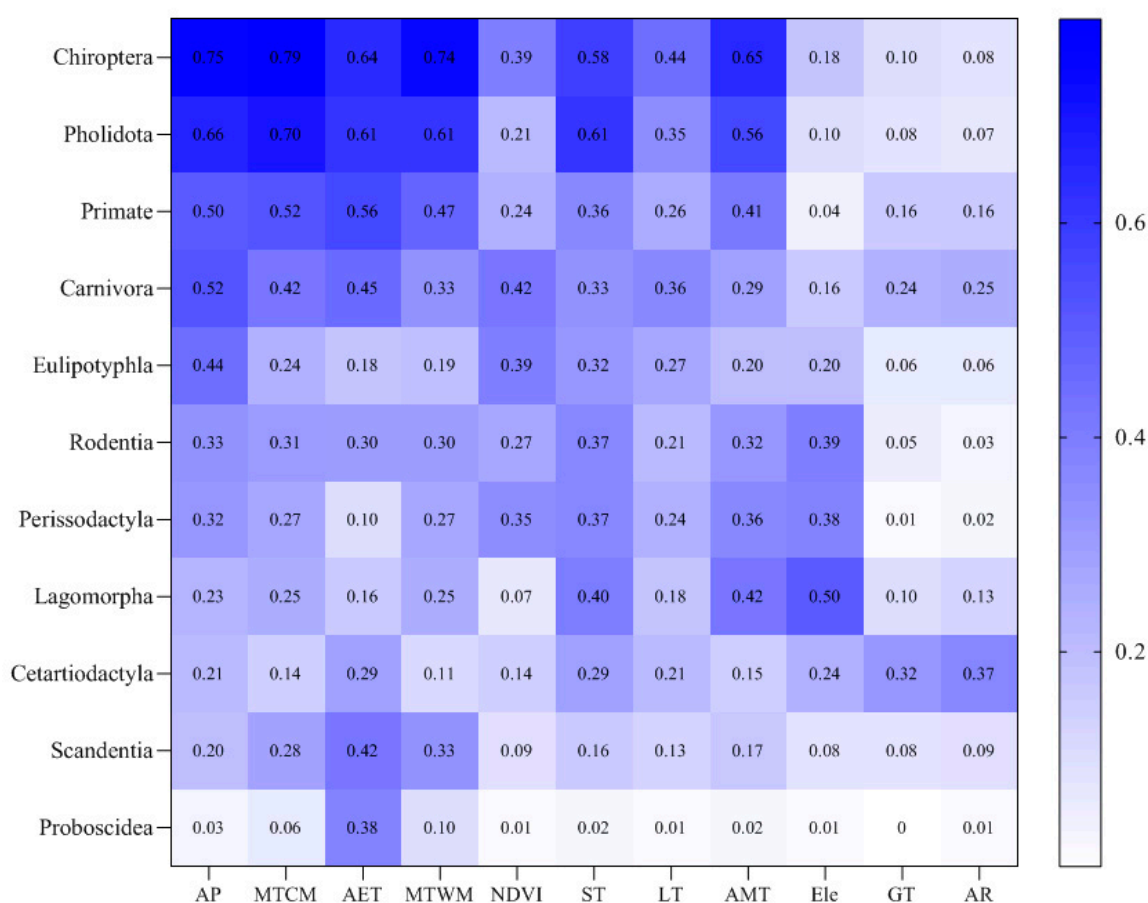 Chiroptera 0.75 0.79 0.64 0.74 0.39 0.58 0.44 0.65 0.18 0.10 0.08
Pholidota 0.66 0.70 0.61 0.61 0.21 0.61 0.35 0.56 0.10 0.08 0.07
Primate 0.50 0.52 0.56 0.47 0.24 0.36 0.26 0.41 0.04 0.16 0.16
0.6
Carnivora 0.52 0.42 0.45 0.33 0.42 0.33 0.36 0.29 0.16 0.24 0.25
Eulipotyphla 0.44 0.24 0.18 0.19 0.39 0.32 0.27 0.20 0.20 0.06 0.06
Rodentia 0.33 0.31 0.30 0.30 0.27 0.37 0.21 0.32 0.39 0.05 0.03
0.4
Perissodactyla 0.32 0.27 0.10 0.27 0.35 0.37 0.24 0.36 0.38 0.01 0.02
Lagomorpha 0.23 0.25 0.16 0.25 0.07 0.40 0.18 0.42 0.50 0.10 0.13
0.2
Cetartiodactyla 0.21 0.14 0.29 0.11 0.14 0.29 0.21 0.15 0.24 0.32 0.37
Scandentia 0.20 0.28 0.42 0.33 0.09 0.16 0.13 0.17 0.08 0.08 0.09
Proboscidea 0.03 0.06 0.38 0.10 0.01 0.02 0.01 0.02 0.01 0 0.01
AP MTCM AET MTWM NDVI ST LT AMT Ele GT AR